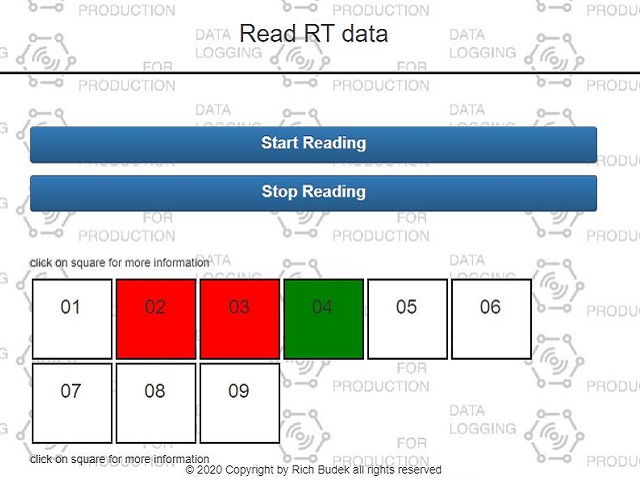 Read RT data
Start Reading
Stop Reading
click on square for more information
01 02 03 04 05 06
07 08 09
click on square for more information
© 2020 Copyright by Rich Budek all rights reserved
DATA
LOGGING
FOR
PRODUCTION